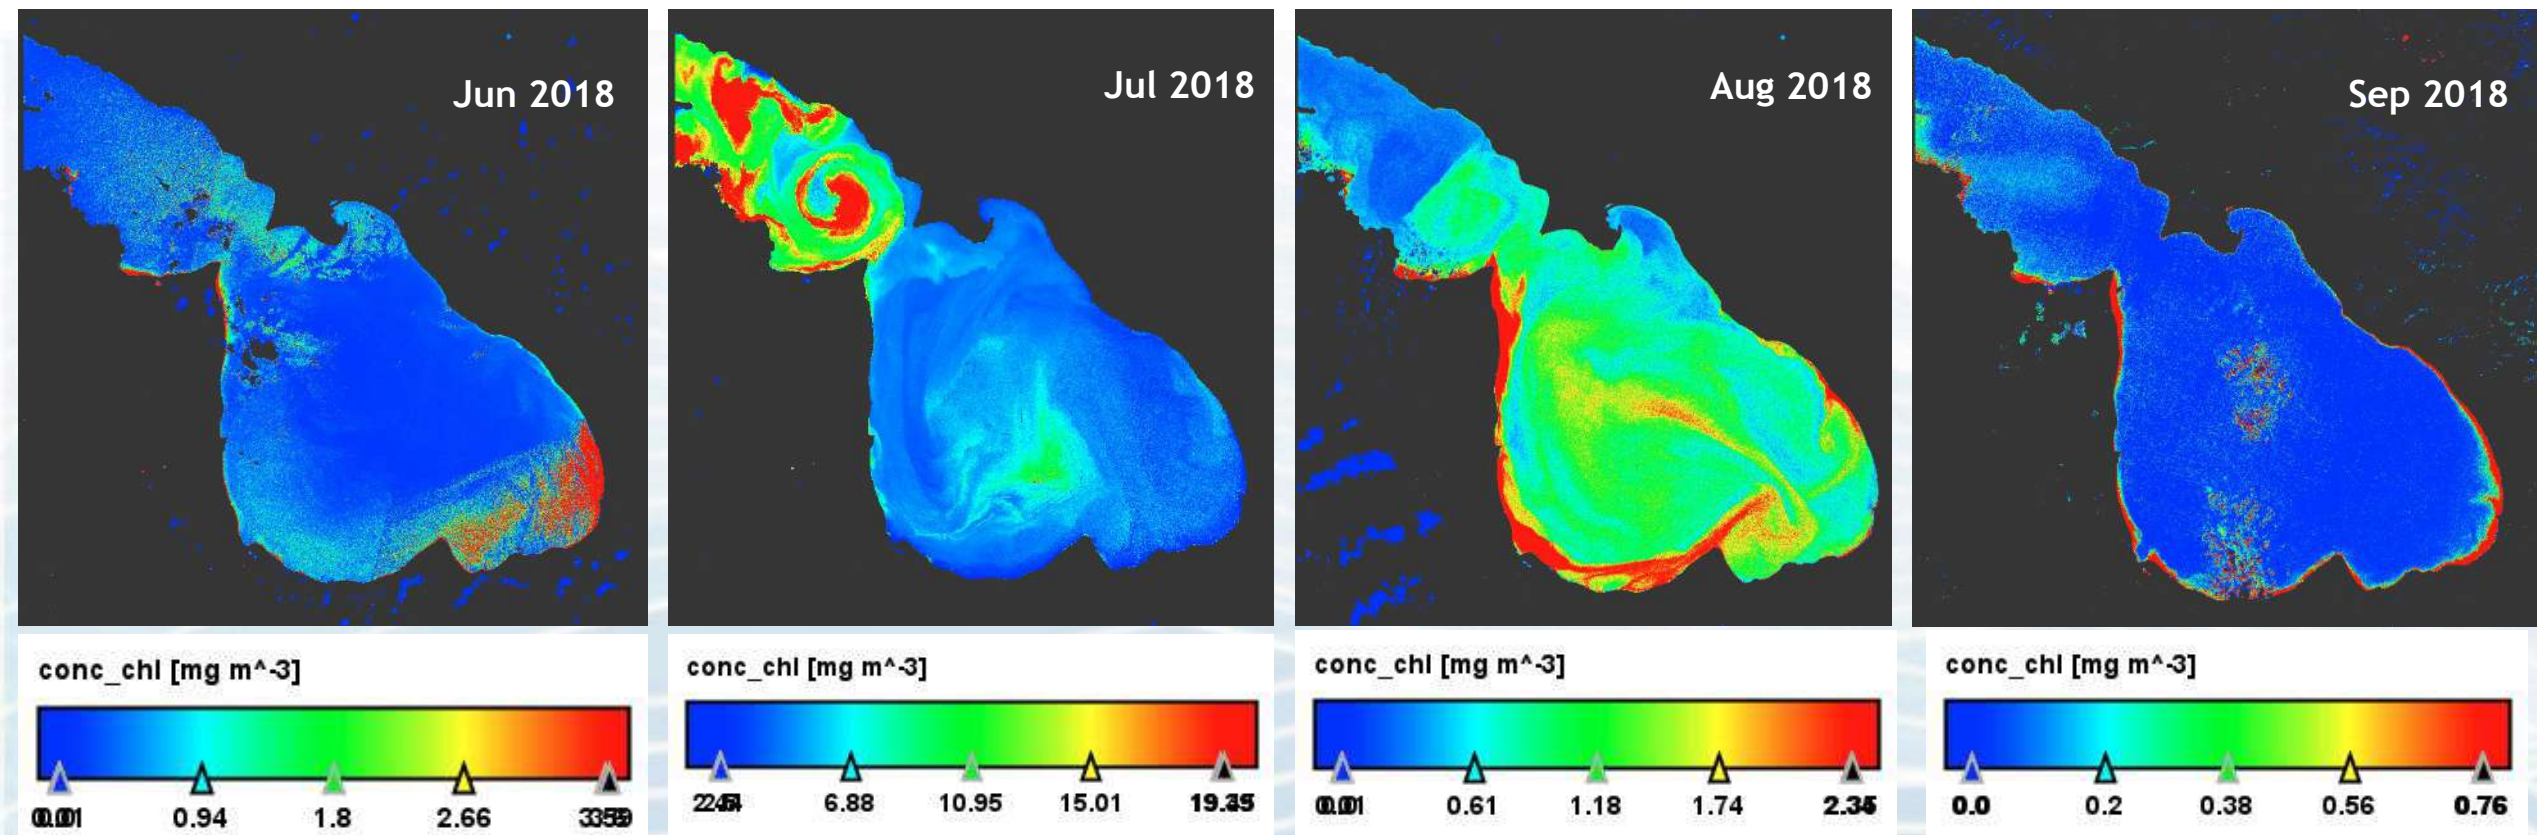 Jun 2018
Jul 2018
Aug 2018
Sep 2018
conc_chl [mg m^-3]
0.94 1.8 2.66
conc_chl [mg m^-3]
6.88 10.95 15.01
conc_chl [mg m^-3]
0.61 1.18 1.74
conc_chl [mg m^-3]
0.0 0.2 0.38 0.56 0.76